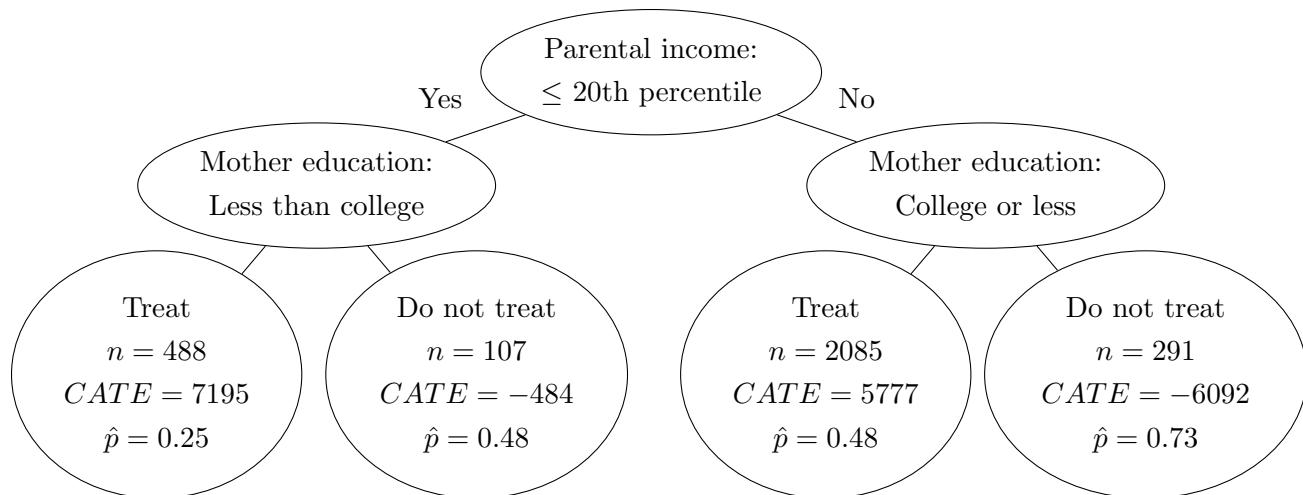 Parental income:
≤ 20th percentile
Yes
No
Mother education:
Less than college
Mother education:
College or less
Treat
n = 488
CATE = 7195
p̂ = 0.25
Do not treat
n = 107
CATE = −484
p̂ = 0.48
Treat
n = 2085
CATE = 5777
p̂ = 0.48
Do not treat
n = 291
CATE = −6092
p̂ = 0.73